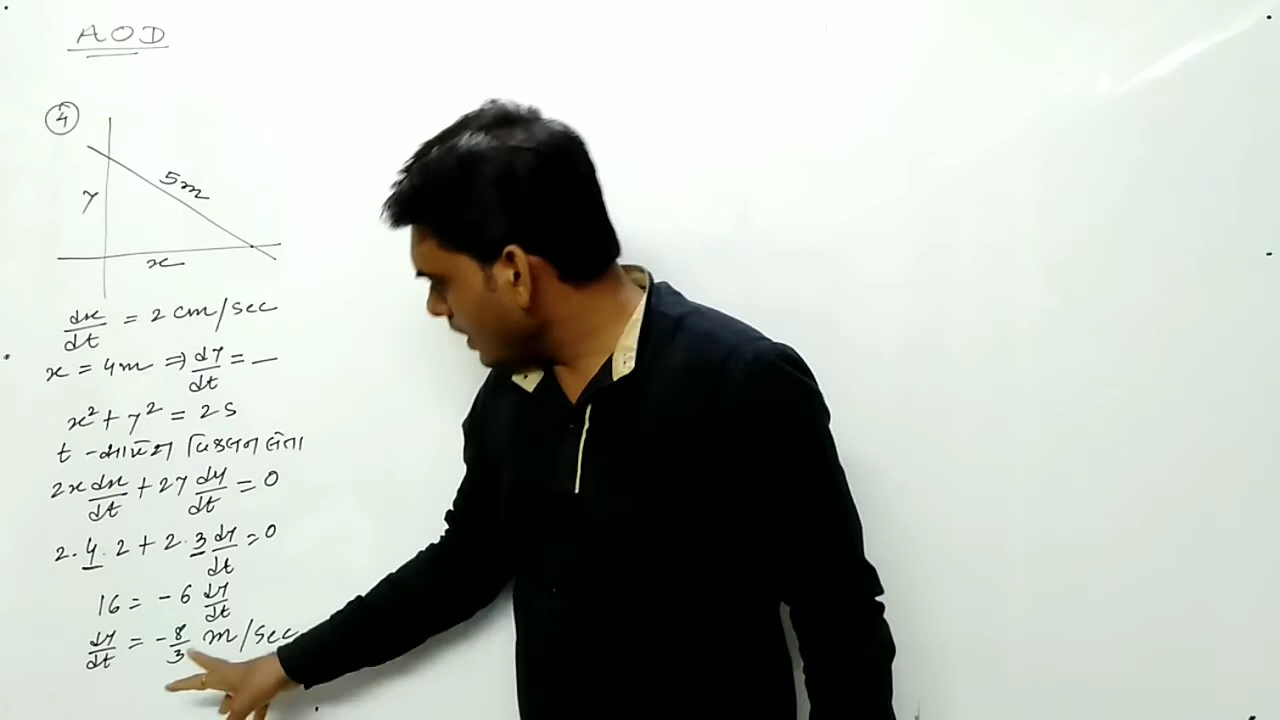 AOD
4
5m
y
x
dx/dt = 2 cm/sec
x = 4m ⇒ dy/dt = —
x² + y² = 25
t - सापेक्ष विकलन लेना
2x dx/dt + 2y dy/dt = 0
2.4.2 + 2.3 dy/dt = 0
16 = -6 dy/dt
dy/dt = -8/3 m/sec